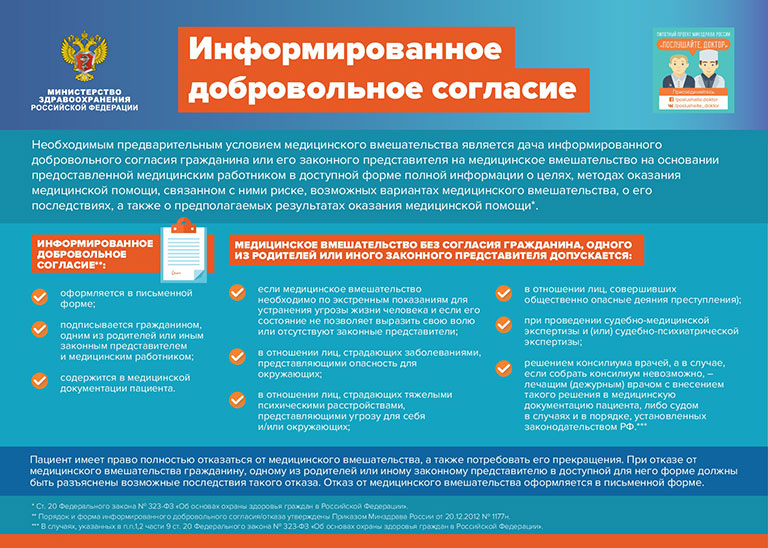 МИНИСТЕРСТВО
ЗДРАВООХРАНЕНИЯ
РОССИЙСКОЙ ФЕДЕРАЦИИ
Информированное
добровольное согласие
ПИЛОТНЫЙ ПРОЕКТ МИНЗДРАВА РОССИИ
«ПОСЛУШАЙТЕ, ДОКТОР»
Присоединяйтесь:
/poslushaite.doktor
/poslushaite_doktor
Необходимым предварительным условием медицинского вмешательства является дача информированного
добровольного согласия гражданина или его законного представителя на медицинское вмешательство на основании
предоставленной медицинским работником в доступной форме полной информации о целях, методах оказания
медицинской помощи, связанном с ними риске, возможных вариантах медицинского вмешательства, о его
последствиях, а также о предполагаемых результатах оказания медицинской помощи*.
ИНФОРМИРОВАННОЕ
ДОБРОВОЛЬНОЕ
СОГЛАСИЕ**:
оформляется в письменной
форме;
подписывается гражданином,
одним из родителей или иным
законным представителем
и медицинским работником;
содержится в медицинской
документации пациента.
МЕДИЦИНСКОЕ ВМЕШАТЕЛЬСТВО БЕЗ СОГЛАСИЯ ГРАЖДАНИНА, ОДНОГО
ИЗ РОДИТЕЛЕЙ ИЛИ ИНОГО ЗАКОННОГО ПРЕДСТАВИТЕЛЯ ДОПУСКАЕТСЯ:
если медицинское вмешательство
необходимо по экстренным показаниям для
устранения угрозы жизни человека и если его
состояние не позволяет выразить свою волю
или отсутствуют законные представители;
в отношении лиц, страдающих заболеваниями,
представляющими опасность для
окружающих;
в отношении лиц, страдающих тяжелыми
психическими расстройствами,
представляющими угрозу для себя
и/или окружающих;
в отношении лиц, совершивших
общественно опасные деяния преступления);
при проведении судебно-медицинской
экспертизы и (или) судебно-психиатрической
экспертизы;
решением консилиума врачей, а в случае,
если собрать консилиум невозможно, –
лечащим (дежурным) врачом с внесением
такого решения в медицинскую
документацию пациента, либо судом
в случаях и в порядке, установленных
законодательством РФ.***
Пациент имеет право полностью отказаться от медицинского вмешательства, а также потребовать его прекращения. При отказе от
медицинского вмешательства гражданину, одному из родителей или иному законному представителю в доступной для него форме должны
быть разъяснены возможные последствия такого отказа. Отказ от медицинского вмешательства оформляется в письменной форме.
* Ст. 20 Федерального закона № 323-ФЗ «Об основах охраны здоровья граждан в Российской Федерации».
** Порядок и форма информированного добровольного согласия/отказа утверждены Приказом Минздрава России от 20.12.2012 № 1177н.
*** В случаях, указанных в п.п.1,2 части 9 ст. 20 Федерального закона № 323-ФЗ «Об основах охраны здоровья граждан в Российской Федерации».